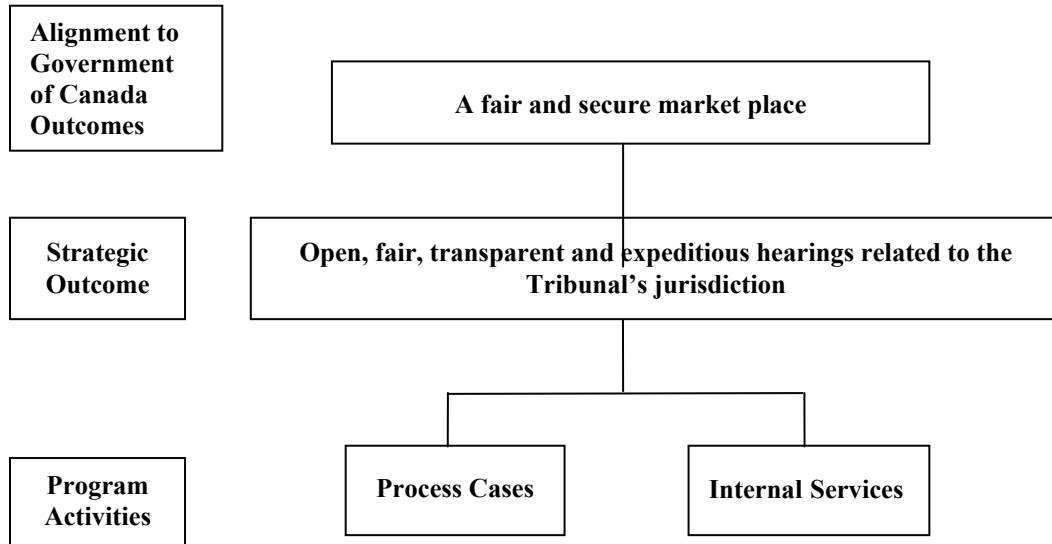 Alignment to
Government
of Canada
Outcomes
A fair and secure market place
Strategic
Outcome
Open, fair, transparent and expeditious hearings related to the
Tribunal’s jurisdiction
Program
Activities
Process Cases
Internal Services